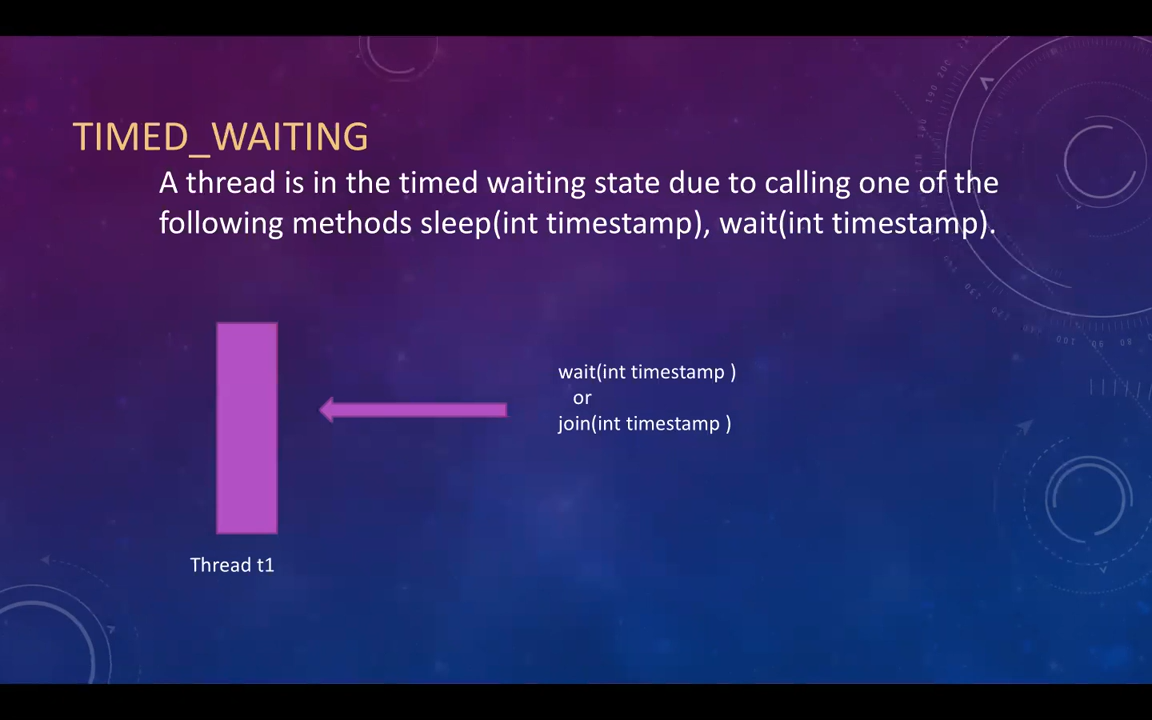 TIMED_WAITING
A thread is in the timed waiting state due to calling one of the
following methods sleep(int timestamp), wait(int timestamp).
wait(int timestamp )
or
join(int timestamp )
Thread t1